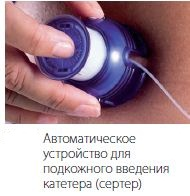 Автоматическое
устройство для
подкожного введения
катетера (сертер)